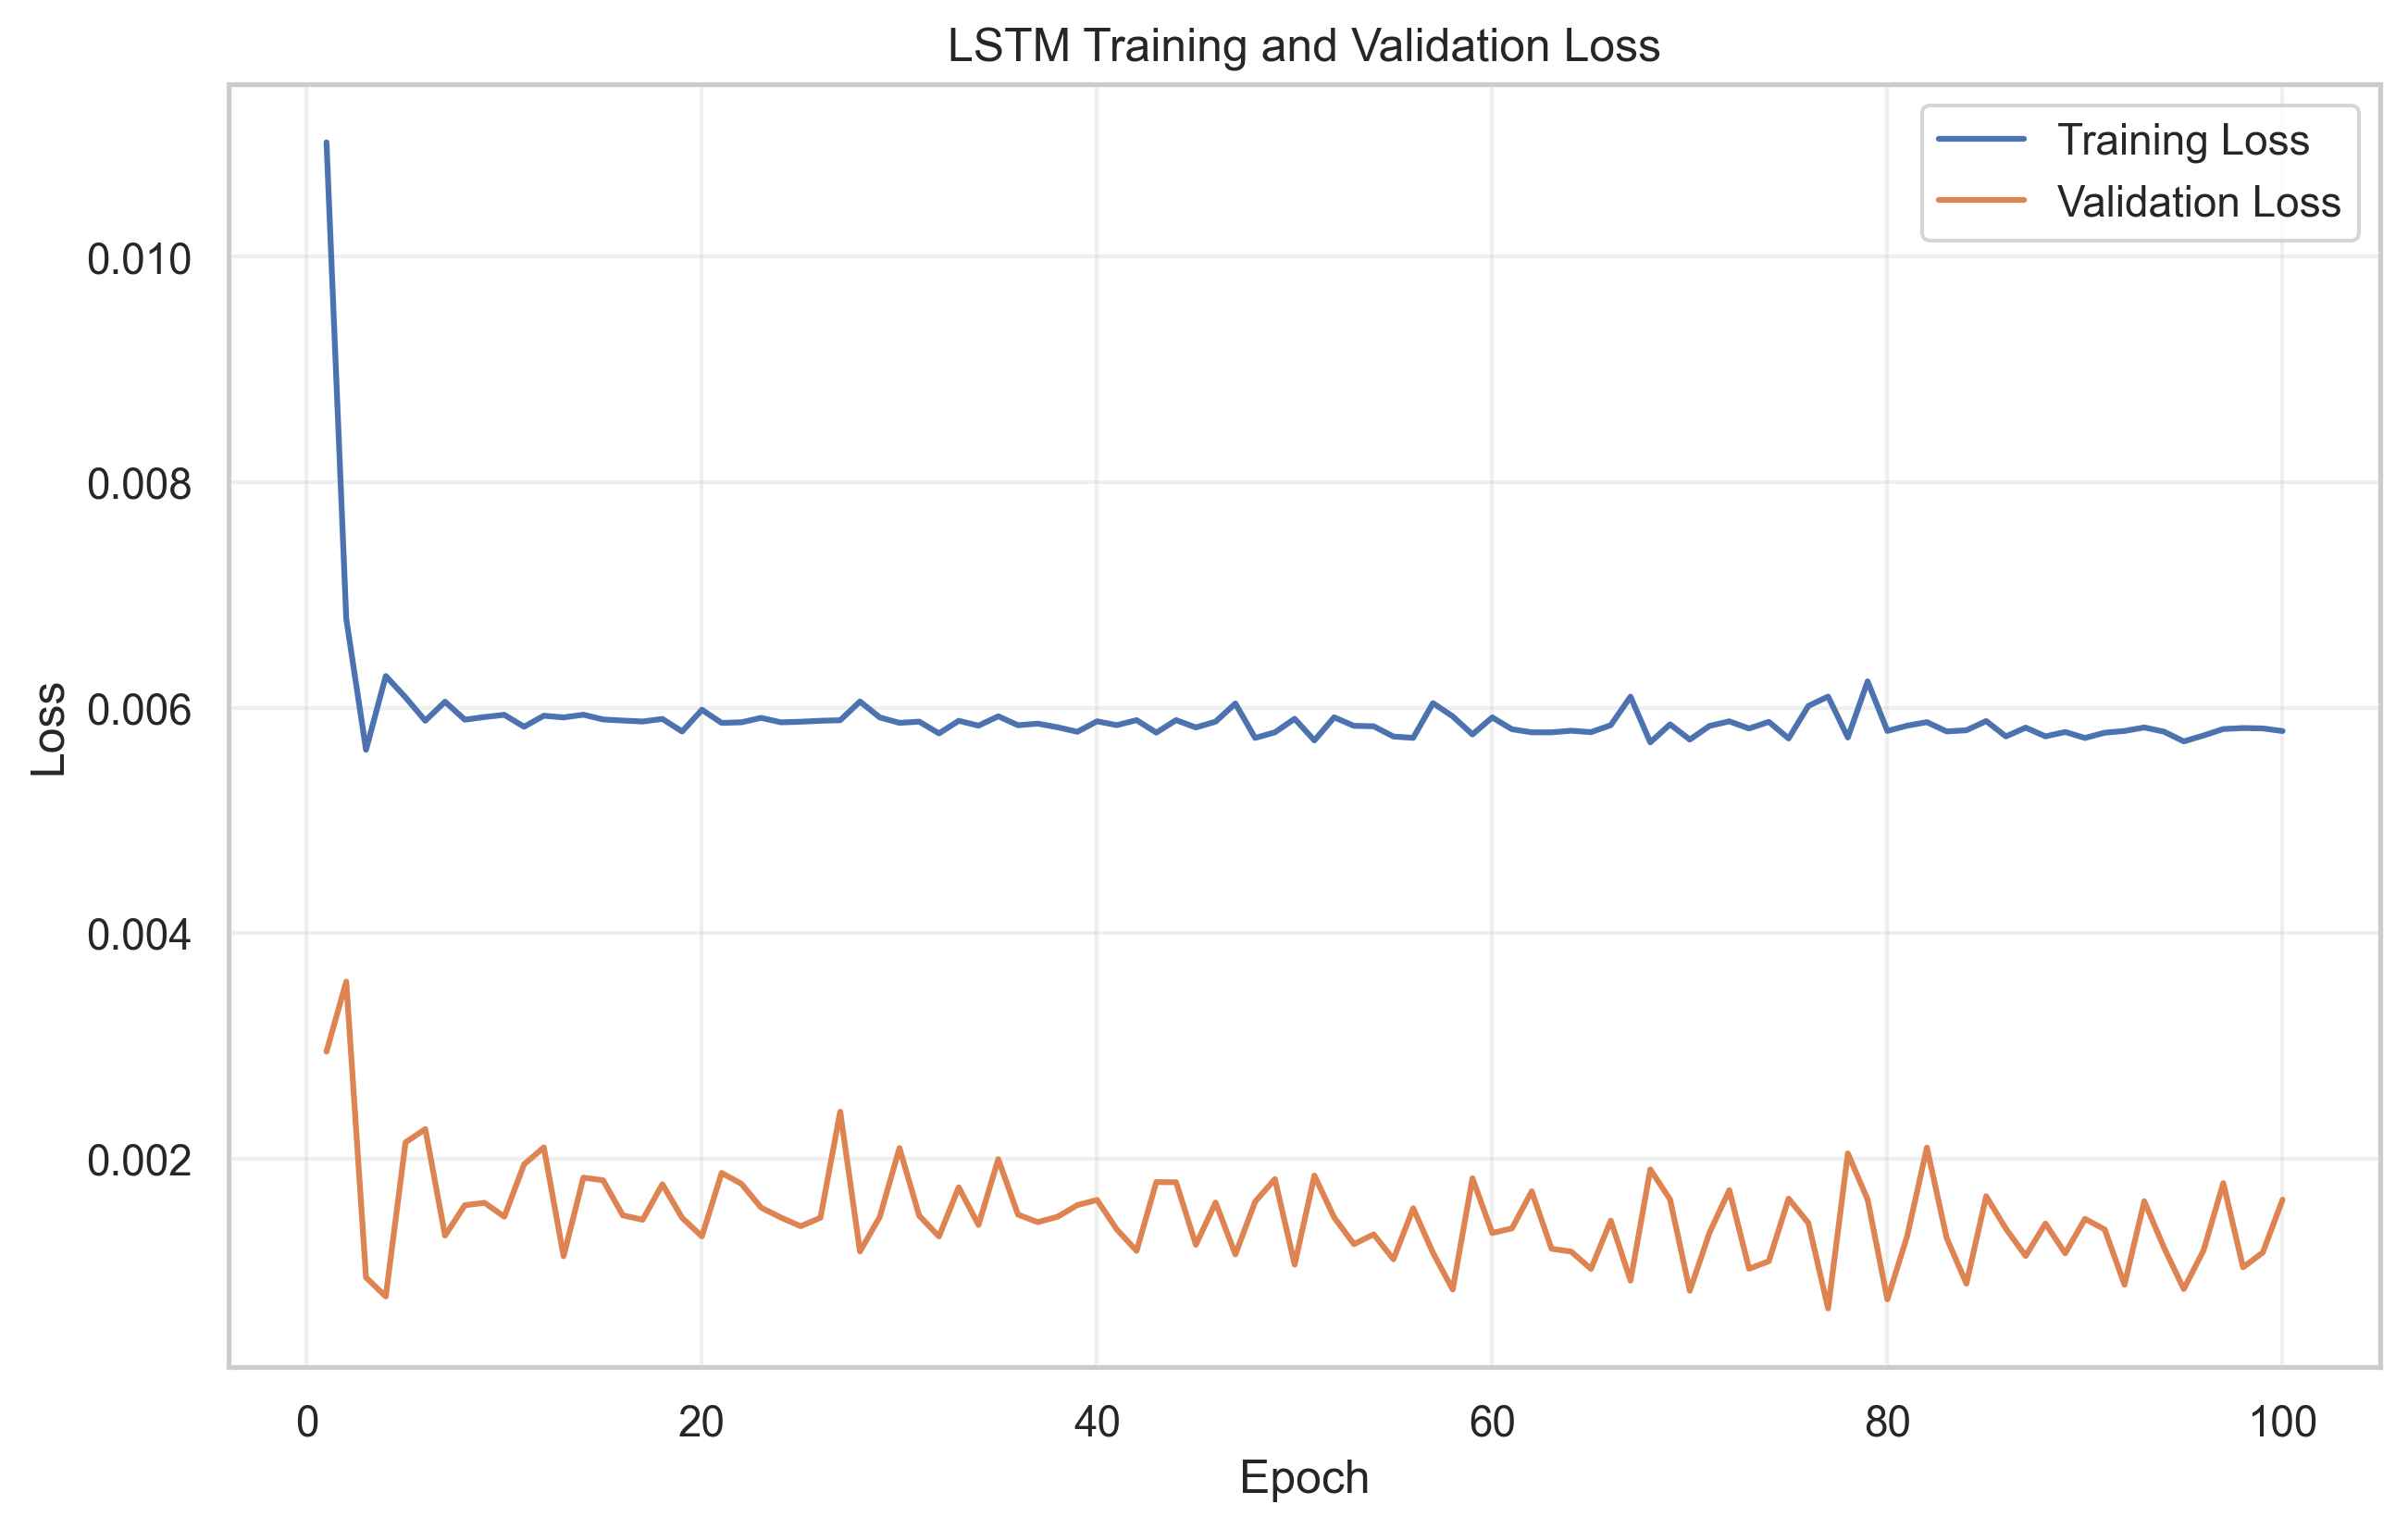 LSTM Training and Validation Loss
Training Loss
Validation Loss
0.010
0.008
0.006
0.004
0.002
Loss
0
20
40
60
80
100
Epoch